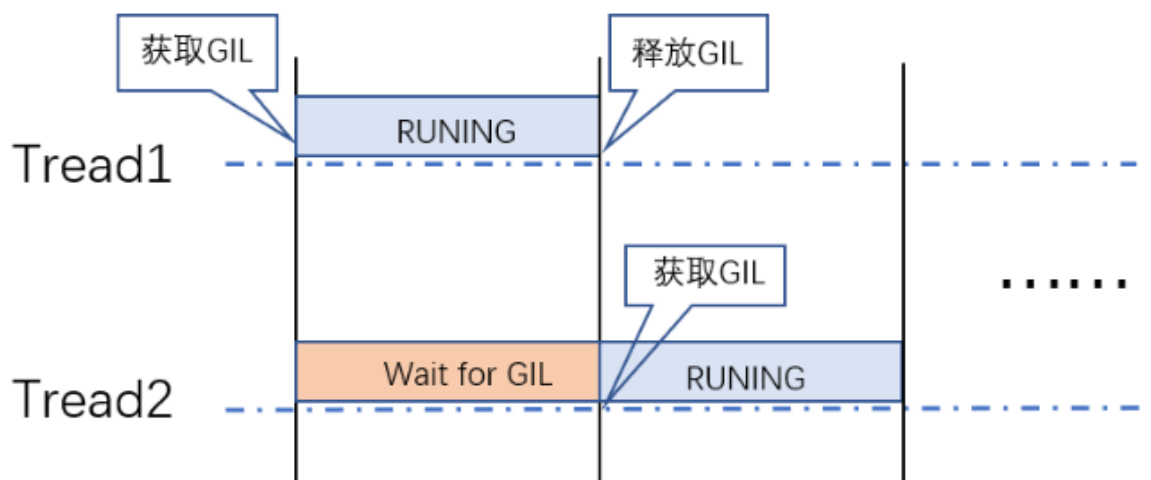 获取GIL
释放GIL
RUNING
Tread1
获取GIL
……
Wait for GIL
RUNING
Tread2